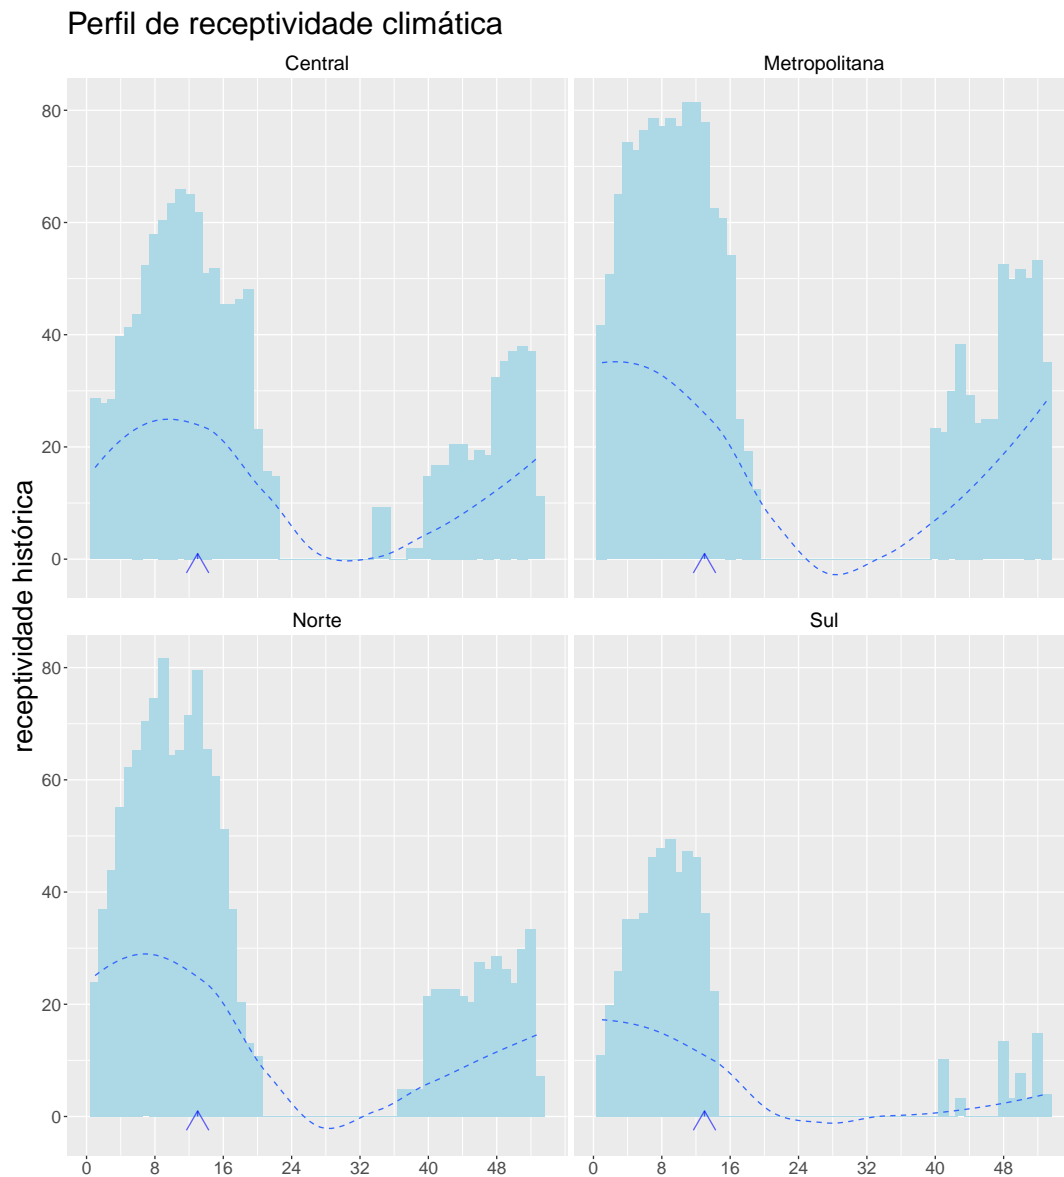 Perfil de receptividade climática
Central
Metropolitana
80
60
40
20
0
receptividade histórica
Norte
Sul
80
60
40
20
0
0 8 16 24 32 40 48
0 8 16 24 32 40 48